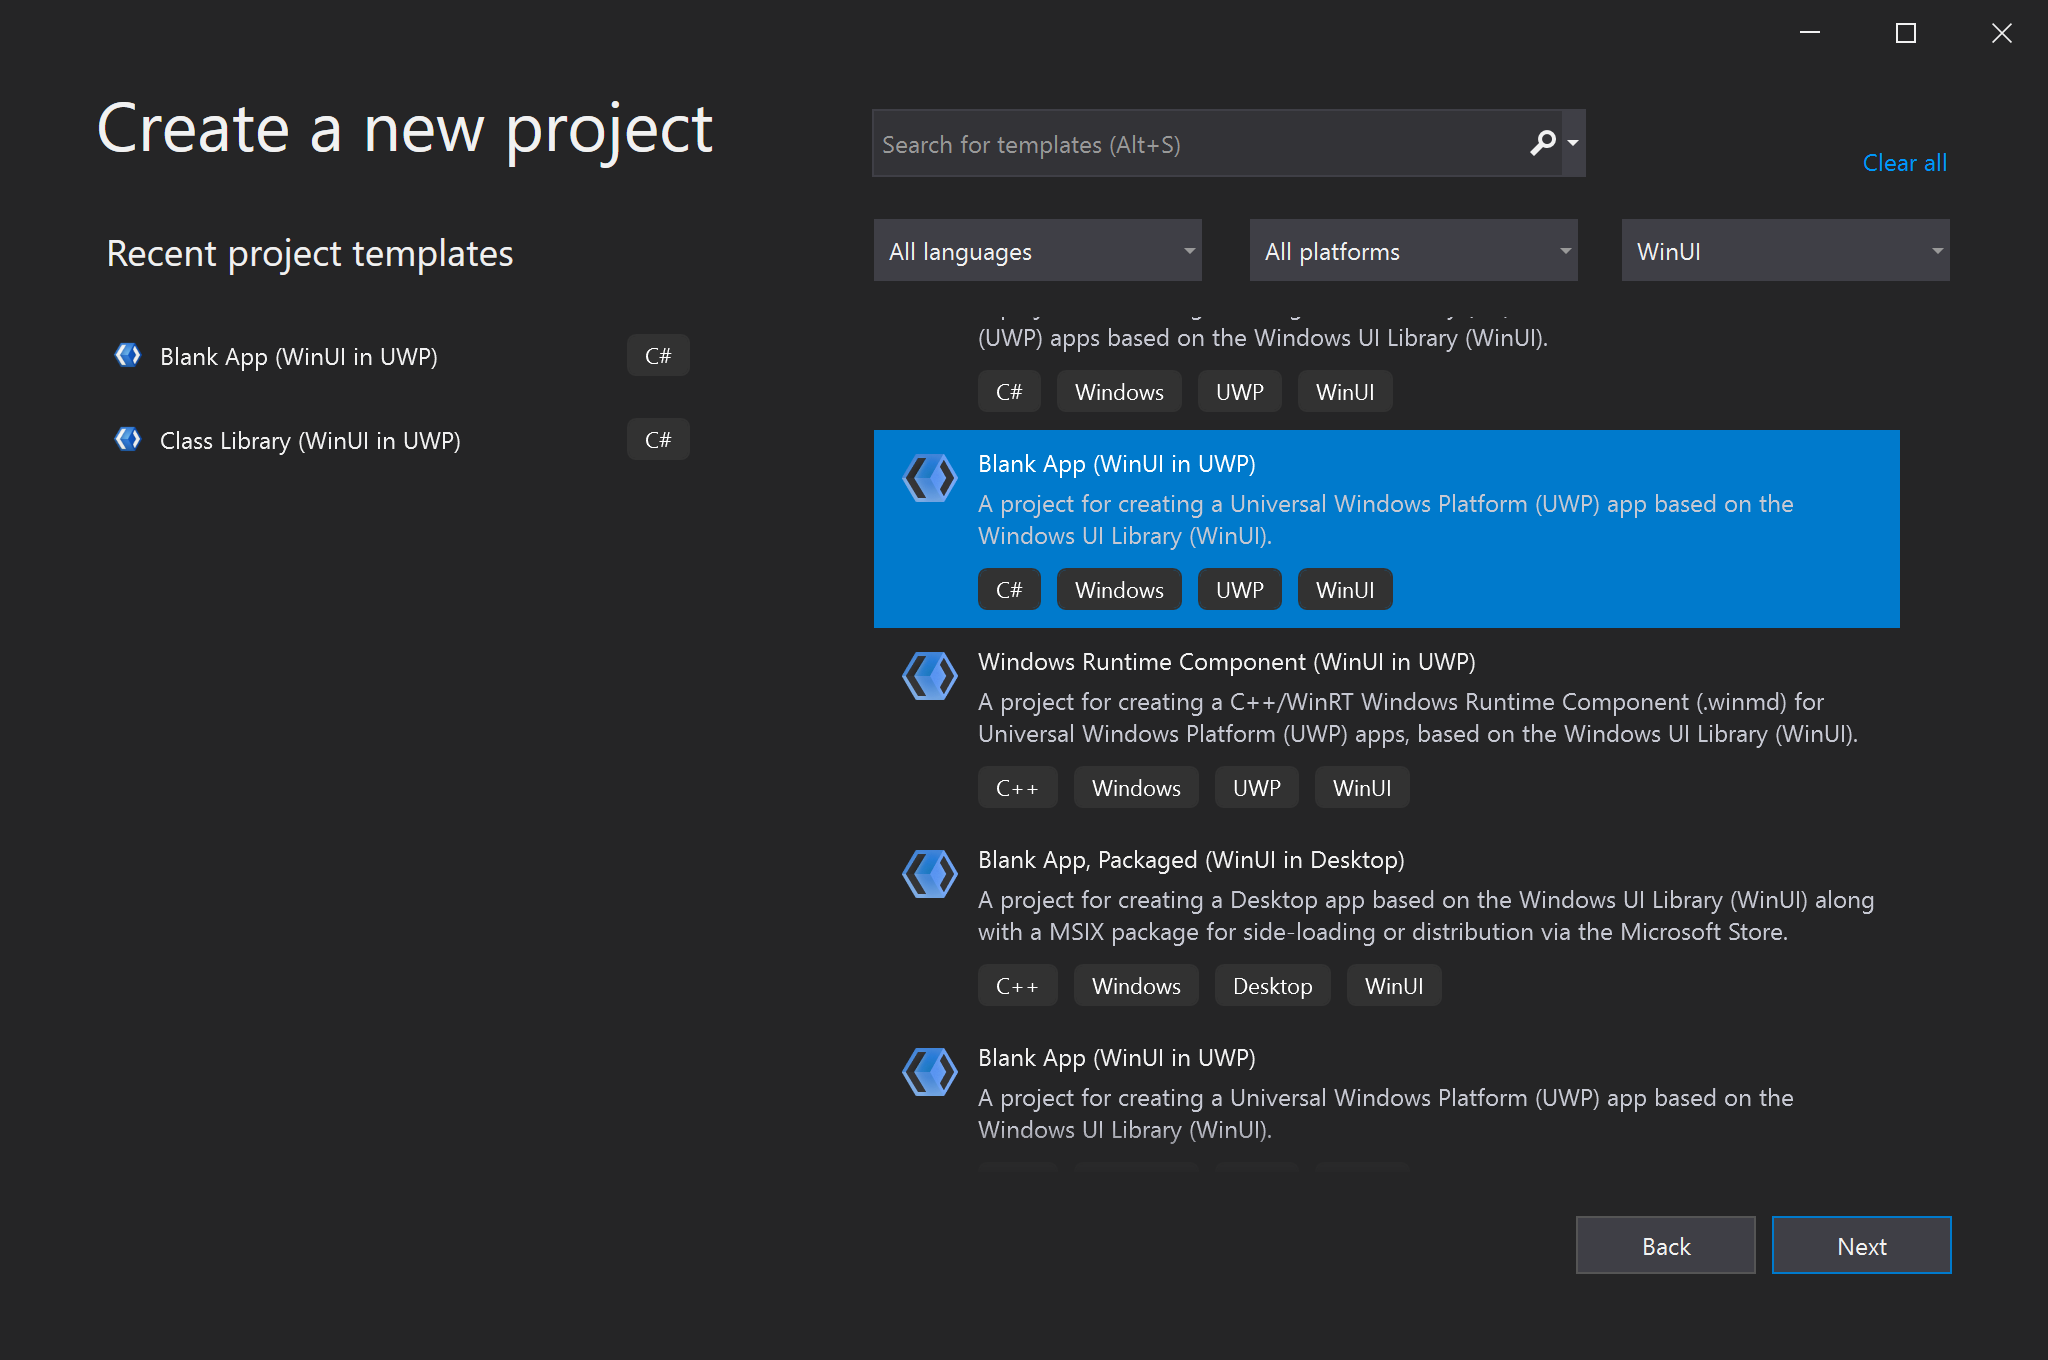 Create a new project
Search for templates (Alt+S)
Clear all
All languages
All platforms
WinUI
Recent project templates
Blank App (WinUI in UWP)
C#
Class Library (WinUI in UWP)
C#
(UWP) apps based on the Windows UI Library (WinUI).
C# Windows UWP WinUI
Blank App (WinUI in UWP)
A project for creating a Universal Windows Platform (UWP) app based on the
Windows UI Library (WinUI).
C# Windows UWP WinUI
Windows Runtime Component (WinUI in UWP)
A project for creating a C++/WinRT Windows Runtime Component (.winmd) for
Universal Windows Platform (UWP) apps, based on the Windows UI Library (WinUI).
C++ Windows UWP WinUI
Blank App, Packaged (WinUI in Desktop)
A project for creating a Desktop app based on the Windows UI Library (WinUI) along
with a MSIX package for side-loading or distribution via the Microsoft Store.
C++ Windows Desktop WinUI
Blank App (WinUI in UWP)
A project for creating a Universal Windows Platform (UWP) app based on the
Windows UI Library (WinUI).
Back
Next